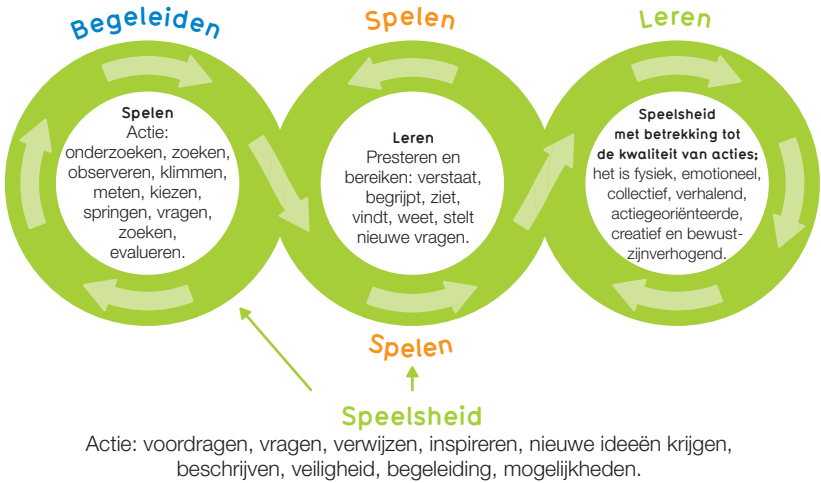 Begeleiden
Spelen
Leren
Spelen
Actie:
onderzoeken, zoeken,
observeren, klimmen,
meten, kiezen,
springen, vragen,
zoeken,
evalueren.
Leren
Presteren en
bereiken: verstaat,
begrijpt, ziet,
vindt, weet, stelt
nieuwe vragen.
Speelsheid
met betrekking tot
de kwaliteit van acties;
het is fysiek, emotioneel,
collectief, verhalend,
actiegeoriënteerde,
creatief en bewust-
zijnverhogend.
Spelen
Speelsheid
Actie: voordragen, vragen, verwijzen, inspireren, nieuwe ideeën krijgen,
beschrijven, veiligheid, begeleiding, mogelijkheden.